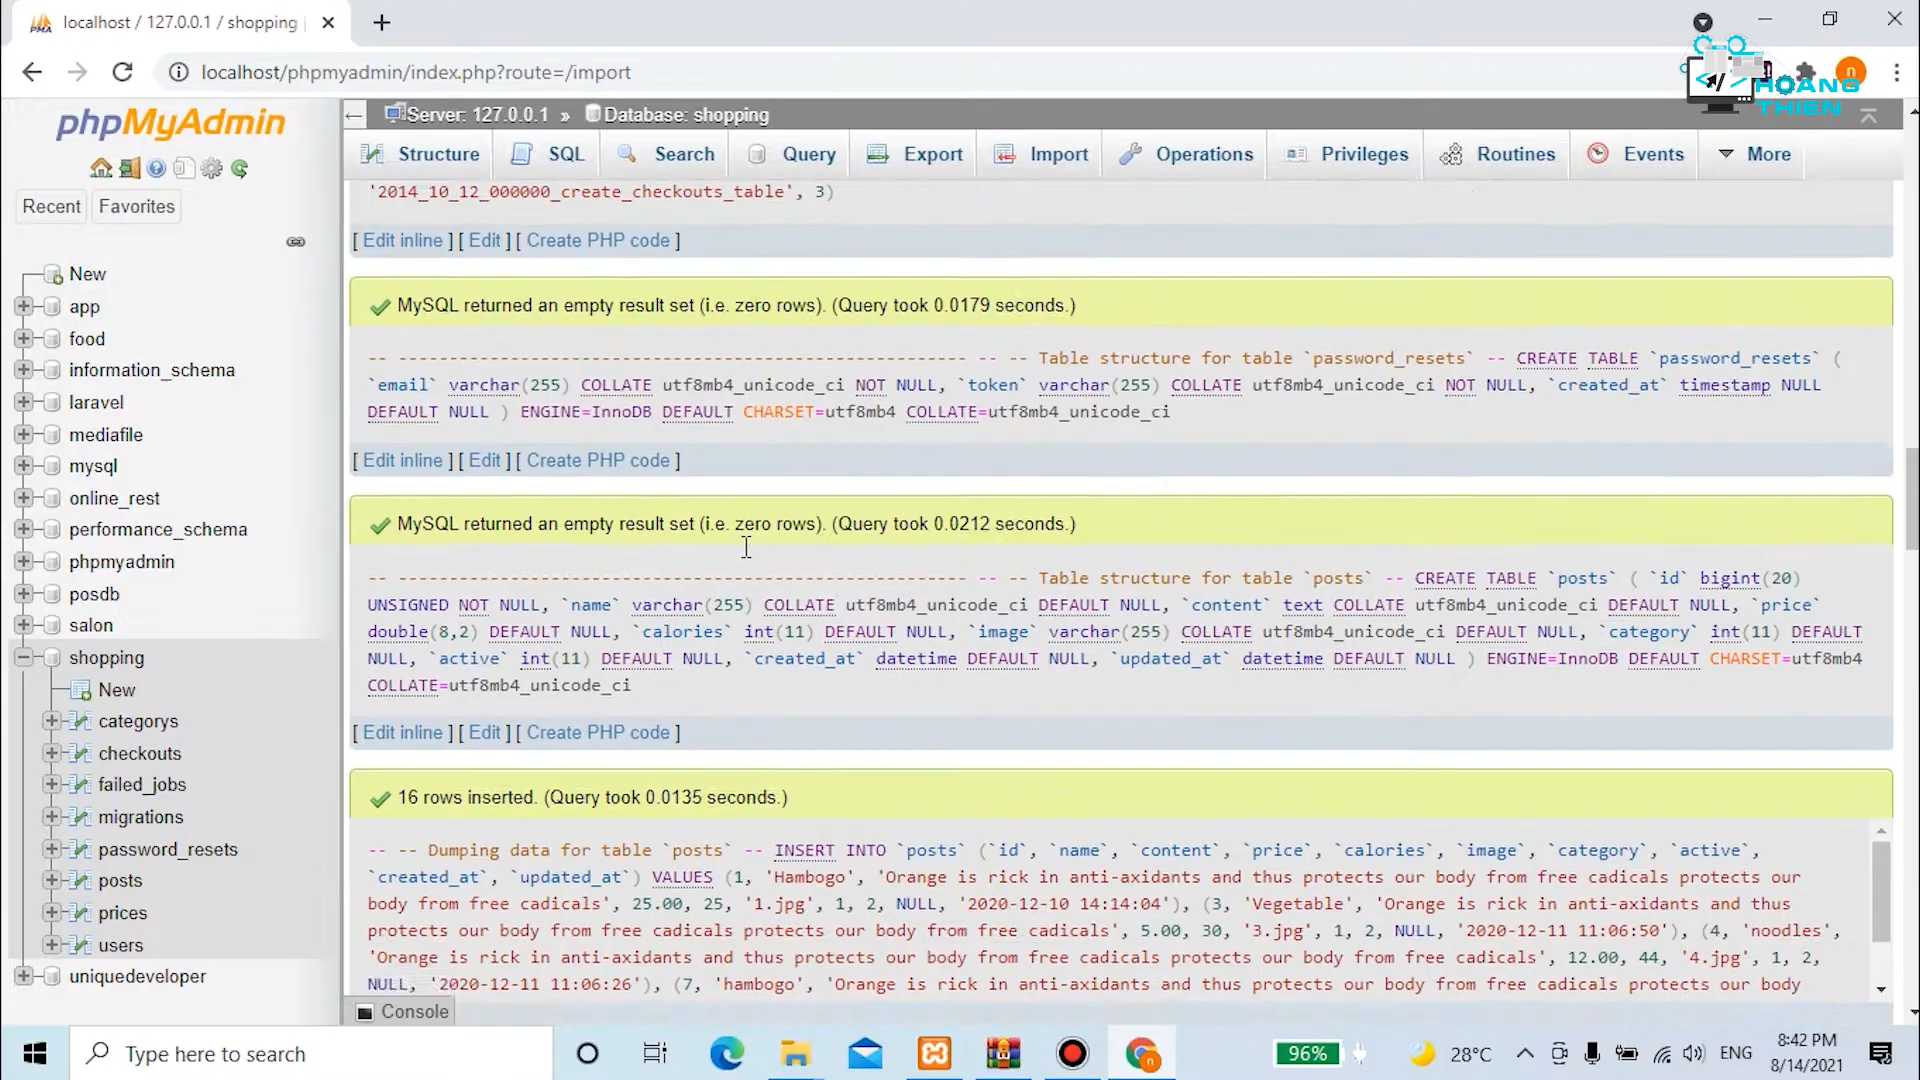 localhost / 127.0.0.1 / shopping
localhost/phpmyadmin/index.php?route=/import
n
HOANG
THIEN
phpMyAdmin
Recent
Favorites
New
app
food
information_schema
laravel
mediafile
mysql
online_rest
performance_schema
phpmyadmin
posdb
salon
shopping
New
categorys
checkouts
failed_jobs
migrations
password_resets
posts
prices
users
uniquedeveloper
Server: 127.0.0.1 » Database: shopping
Structure SQL Search Query Export Import Operations Privileges Routines Events More
'2014_10_12_000000_create_checkouts_table', 3)
[ Edit inline ] [ Edit ] [ Create PHP code ]
MySQL returned an empty result set (i.e. zero rows). (Query took 0.0179 seconds.)
-- -------------------------------------------------------- -- -- Table structure for table `password_resets` -- CREATE TABLE `password_resets` (
`email` varchar(255) COLLATE utf8mb4_unicode_ci NOT NULL, `token` varchar(255) COLLATE utf8mb4_unicode_ci NOT NULL, `created_at` timestamp NULL
DEFAULT NULL ) ENGINE=InnoDB DEFAULT CHARSET=utf8mb4 COLLATE=utf8mb4_unicode_ci
[ Edit inline ] [ Edit ] [ Create PHP code ]
MySQL returned an empty result set (i.e. zero rows). (Query took 0.0212 seconds.)
-- -------------------------------------------------------- -- -- Table structure for table `posts` -- CREATE TABLE `posts` ( `id` bigint(20)
UNSIGNED NOT NULL, `name` varchar(255) COLLATE utf8mb4_unicode_ci DEFAULT NULL, `content` text COLLATE utf8mb4_unicode_ci DEFAULT NULL, `price`
double(8,2) DEFAULT NULL, `calories` int(11) DEFAULT NULL, `image` varchar(255) COLLATE utf8mb4_unicode_ci DEFAULT NULL, `category` int(11) DEFAULT
NULL, `active` int(11) DEFAULT NULL, `created_at` datetime DEFAULT NULL, `updated_at` datetime DEFAULT NULL ) ENGINE=InnoDB DEFAULT CHARSET=utf8mb4
COLLATE=utf8mb4_unicode_ci
[ Edit inline ] [ Edit ] [ Create PHP code ]
16 rows inserted. (Query took 0.0135 seconds.)
-- -- Dumping data for table `posts` -- INSERT INTO `posts` (`id`, `name`, `content`, `price`, `calories`, `image`, `category`, `active`,
`created_at`, `updated_at`) VALUES (1, 'Hambogo', 'Orange is rick in anti-axidants and thus protects our body from free cadicals protects our
body from free cadicals', 25.00, 25, '1.jpg', 1, 2, NULL, '2020-12-10 14:14:04'), (3, 'Vegetable', 'Orange is rick in anti-axidants and thus
protects our body from free cadicals protects our body from free cadicals', 5.00, 30, '3.jpg', 1, 2, NULL, '2020-12-11 11:06:50'), (4, 'noodles',
'Orange is rick in anti-axidants and thus protects our body from free cadicals protects our body from free cadicals', 12.00, 44, '4.jpg', 1, 2,
NULL, '2020-12-11 11:06:26'), (7, 'hambogo', 'Orange is rick in anti-axidants and thus protects our body from free cadicals protects our body
Console
Type here to search
96%
28°C
ENG
8:42 PM
8/14/2021